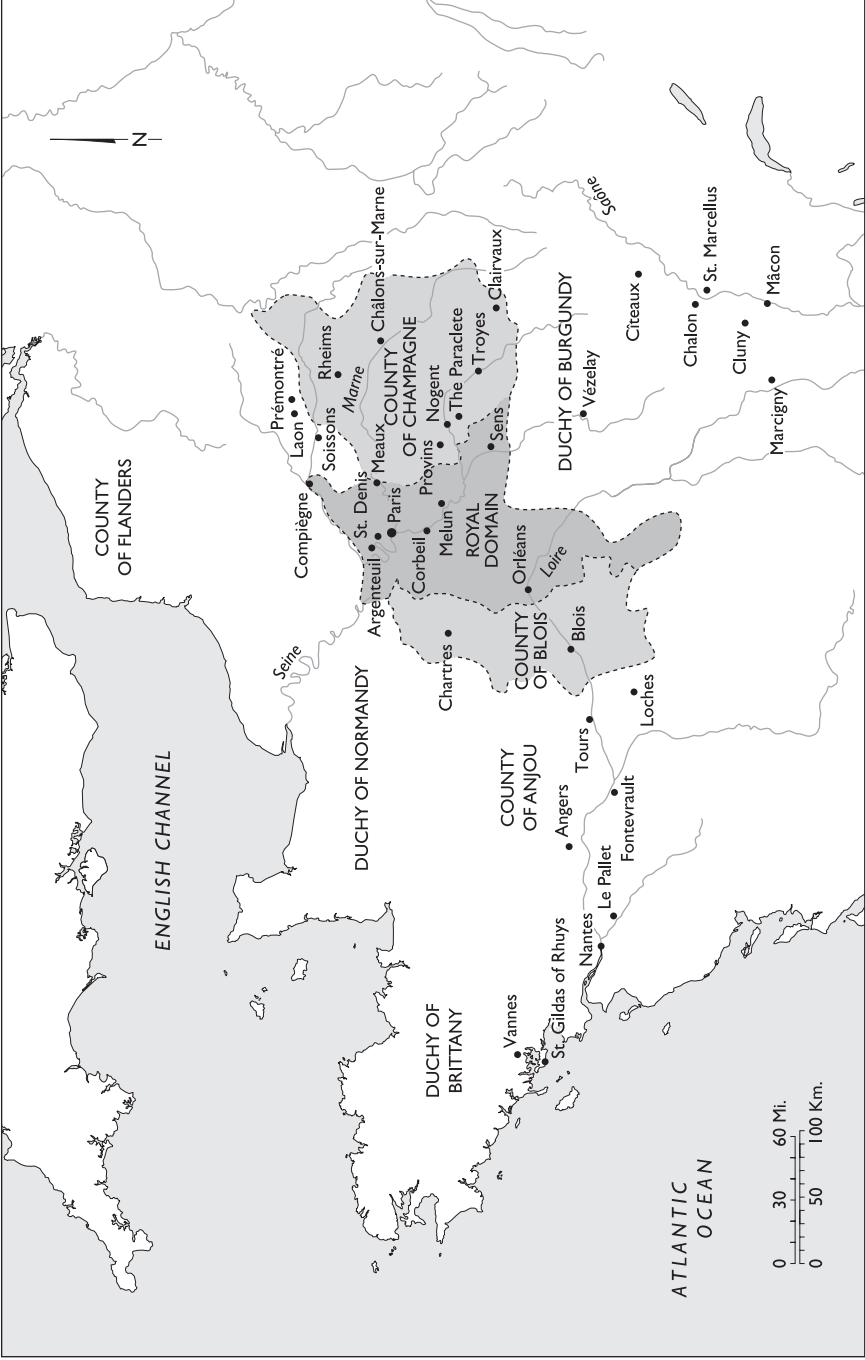 N
COUNTY
OF FLANDERS
ENGLISH CHANNEL
Seine
DUCHY OF NORMANDY
Compiègne
Prémontré
Laon
Soissons
Rheims
Marne
Châlons-sur-Marne
COUNTY
OF CHAMPAGNE
Argenteuil
St. Denis
Meaux
Paris
Corbeil
Provins
Nogent
The Paraclete
Troyes
Clairvaux
Melun
Sens
ROYAL
DOMAIN
Chartres
Orléans
Loire
COUNTY
OF BLOIS
Blois
DUCHY OF
BRITTANY
COUNTY
OF ANJOU
Vannes
St. Gildas of Rhuys
Nantes
Le Pallet
Angers
Fontevrault
Tours
Loches
DUCHY OF BURGUNDY
Vézelay
Saône
Cîteaux
Chalon
St. Marcellus
Cluny
Mâcon
Marcigny
ATLANTIC
OCEAN
0 30 60 Mi.
0 50 100 Km.